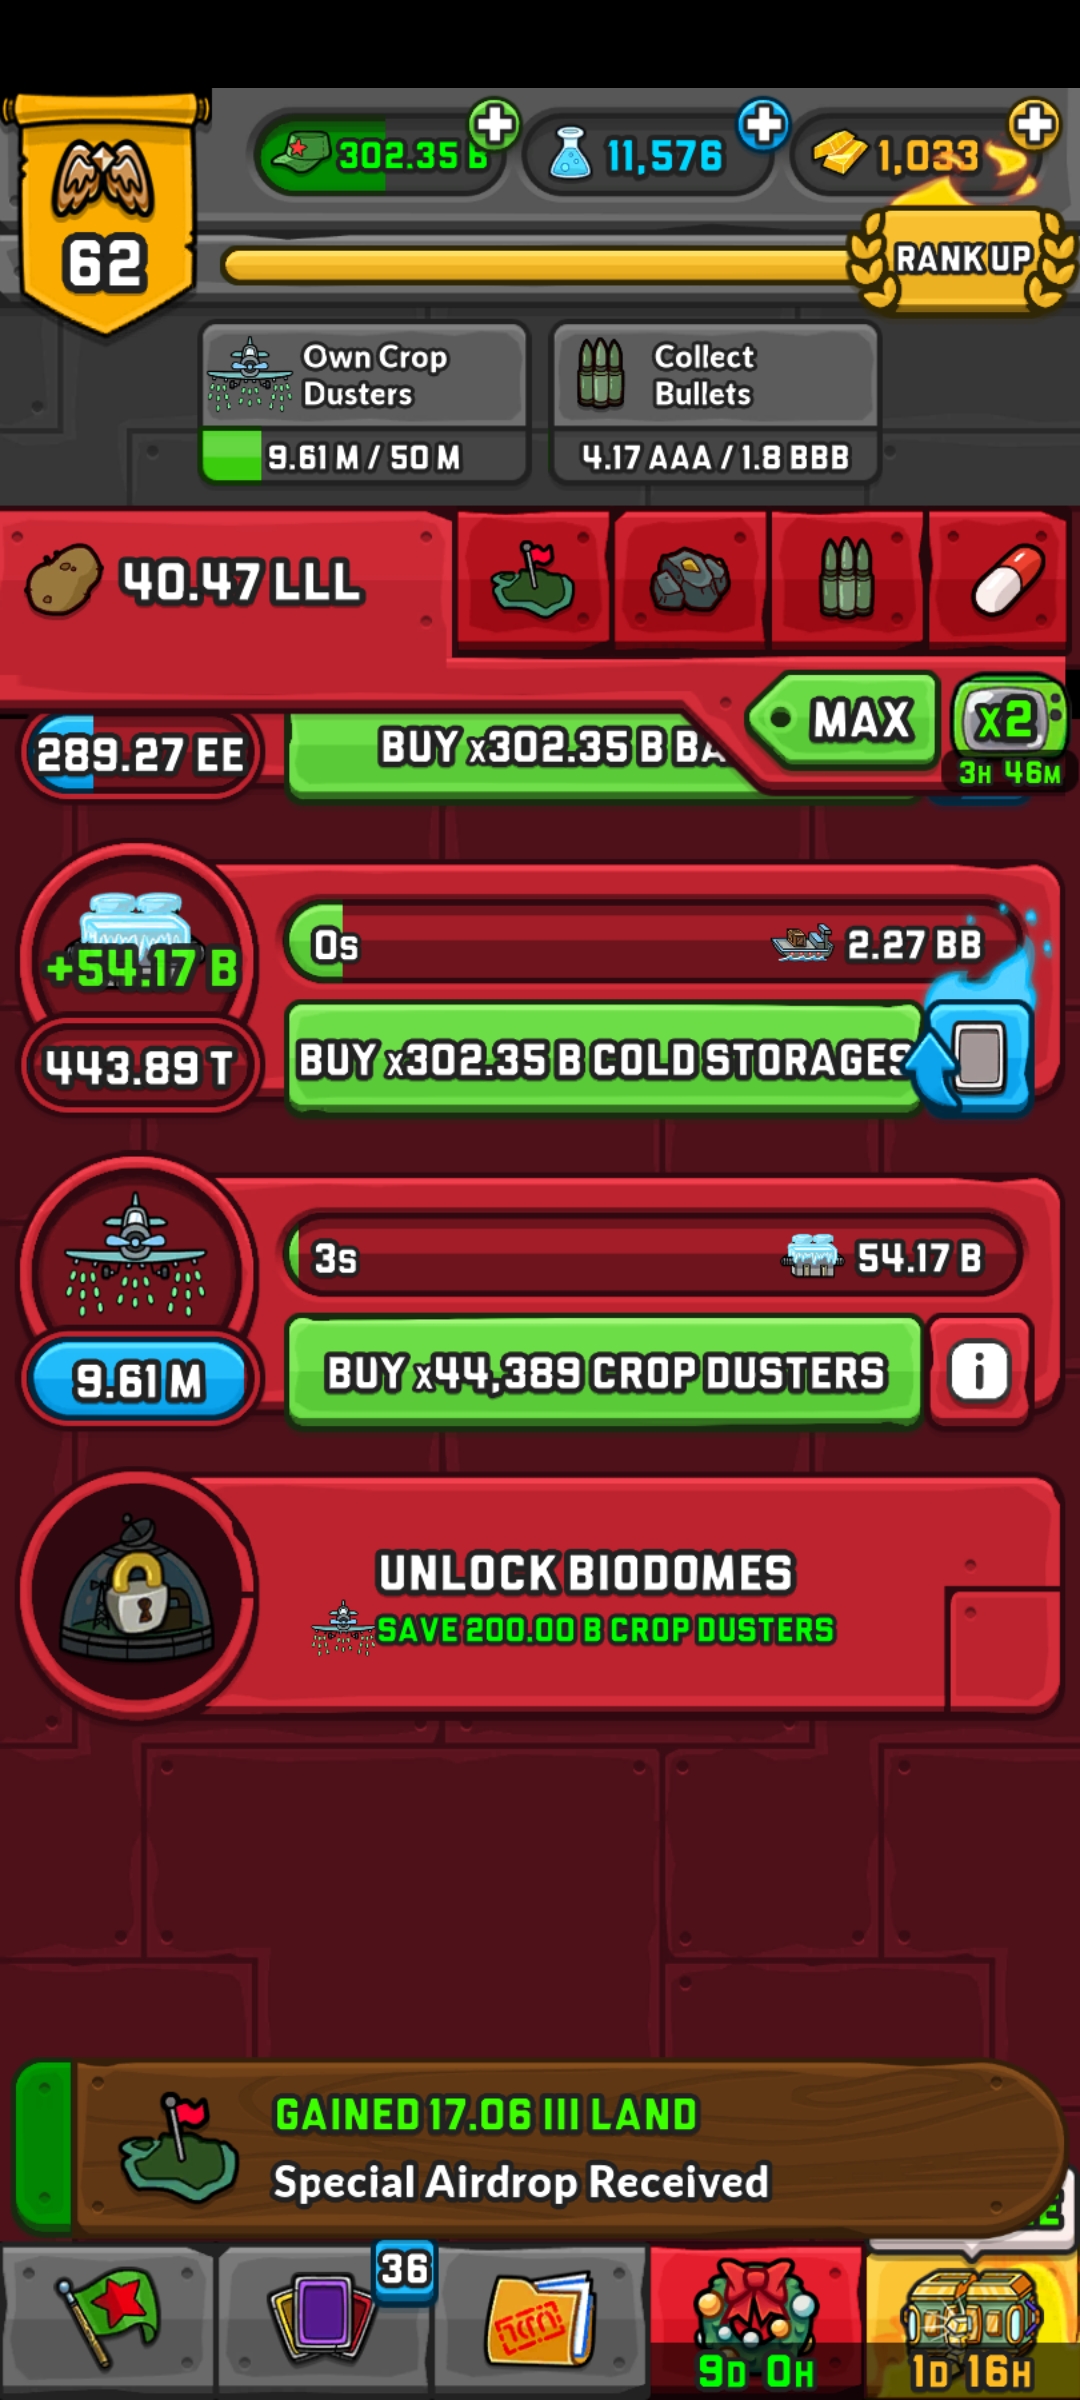 302.35 B
11,576
1,033
62
RANK UP
Own Crop
Dusters
9.61 M / 50 M
Collect
Bullets
4.17 AAA / 1.8 BBB
40.47 LLL
MAX
x2
3H 46M
289.27 EE
BUY x302.35 B BA
+54.17 B
0s
2.27 BB
443.89 T
BUY x302.35 B COLD STORAGES
3s
54.17 B
9.61 M
BUY x44,389 CROP DUSTERS
i
UNLOCK BIODOMES
SAVE 200.00 B CROP DUSTERS
GAINED 17.06 III LAND
Special Airdrop Received
36
9D 0H
1D 16H